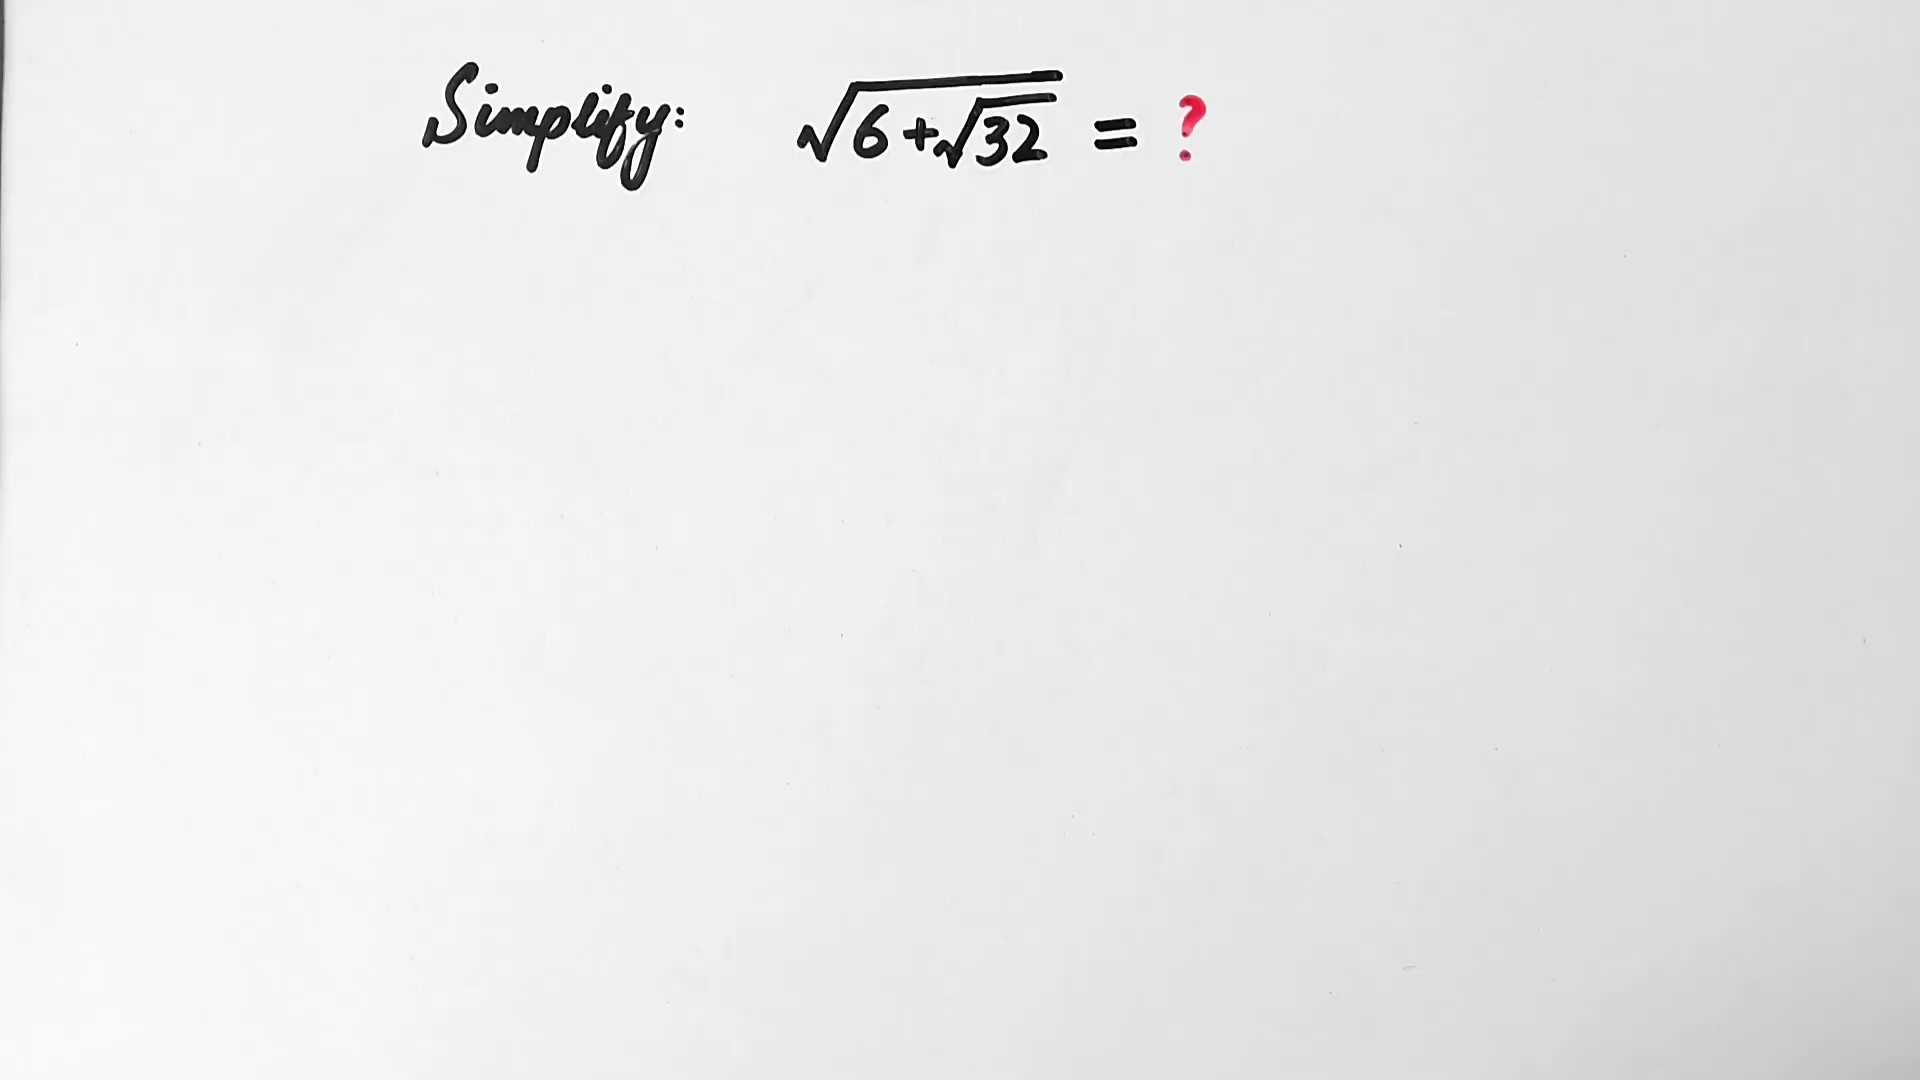 Simplify: √(6+√32) = ?